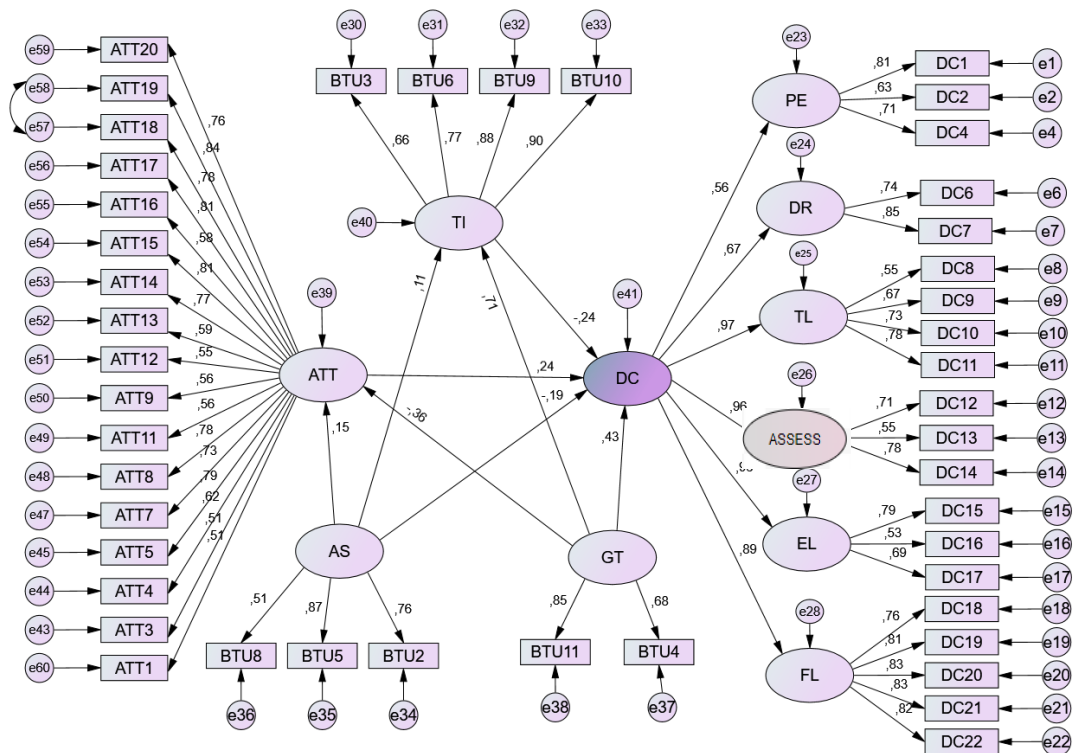 e59 ATT20
e58 ATT19
e57 ATT18
e56 ATT17
e55 ATT16
e54 ATT15
e53 ATT14
e52 ATT13
e51 ATT12
e50 ATT9
e49 ATT11
e48 ATT8
e47 ATT7
e45 ATT5
e44 ATT4
e43 ATT3
e60 ATT1
,76
,84
,78
,81
,58
,81
,77
,59
,55
,56
,56
,78
,73
,79
,62
,51
,51
e30 e31 e32 e33
BTU3 BTU6 BTU9 BTU10
,66 ,77 ,88 ,90
e40 TI
,11 ,71 -,24
e39 e41
ATT ,24 DC
,15 -,36 -,19 ,43
AS GT
,51 ,87 ,76 ,85 ,68
BTU8 BTU5 BTU2 BTU11 BTU4
e36 e35 e34 e38 e37
,56
,67
,97
,96
,89
e23
PE
,81 DC1 e1
,63 DC2 e2
,71 DC4 e4
e24
DR
,74 DC6 e6
,85 DC7 e7
e25
TL
,55 DC8 e8
,67 DC9 e9
,73 DC10 e10
,78 DC11 e11
e26
ASSESS
,71 DC12 e12
,55 DC13 e13
,78 DC14 e14
e27
EL
,79 DC15 e15
,53 DC16 e16
,69 DC17 e17
e28
FL
,76 DC18 e18
,81 DC19 e19
,83 DC20 e20
,83 DC21 e21
,82 DC22 e22